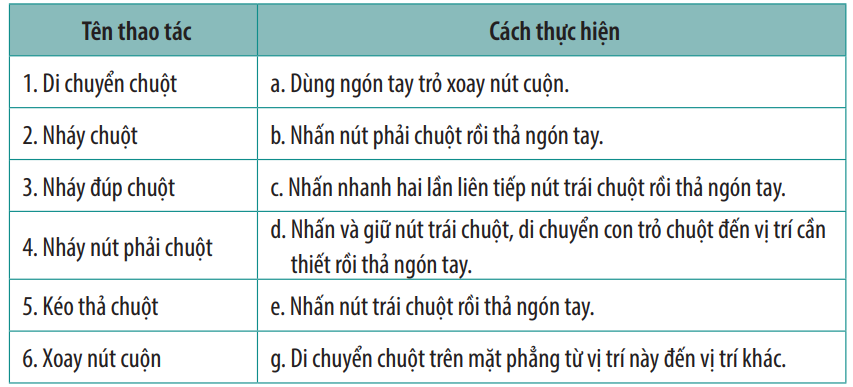 Tên thao tác
Cách thực hiện
1. Di chuyển chuột
a. Dùng ngón tay trỏ xoay nút cuộn.
2. Nháy chuột
b. Nhấn nút phải chuột rồi thả ngón tay.
3. Nháy đúp chuột
c. Nhấn nhanh hai lần liên tiếp nút trái chuột rồi thả ngón tay.
4. Nháy nút phải chuột
d. Nhấn và giữ nút trái chuột, di chuyển con trỏ chuột đến vị trí cần
thiết rồi thả ngón tay.
5. Kéo thả chuột
e. Nhấn nút trái chuột rồi thả ngón tay.
6. Xoay nút cuộn
g. Di chuyển chuột trên mặt phẳng từ vị trí này đến vị trí khác.